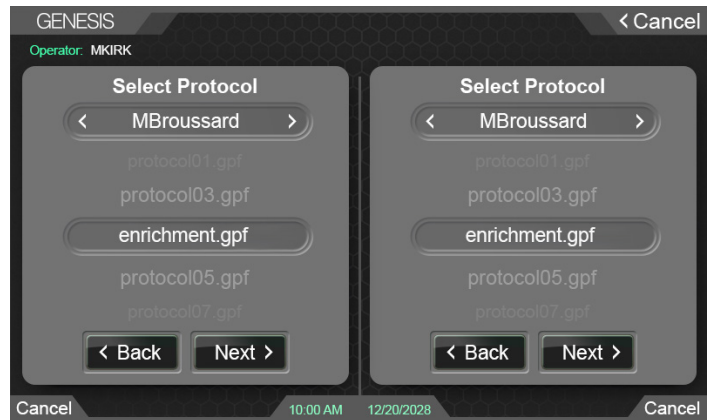 GENESIS
< Cancel
Operator: MKIRK
Select Protocol
< MBroussard >
protocol01.gpf
protocol03.gpf
enrichment.gpf
protocol05.gpf
protocol07.gpf
< Back Next >
Select Protocol
< MBroussard >
protocol01.gpf
protocol03.gpf
enrichment.gpf
protocol05.gpf
protocol07.gpf
< Back Next >
Cancel 10:00 AM 12/20/2028 Cancel